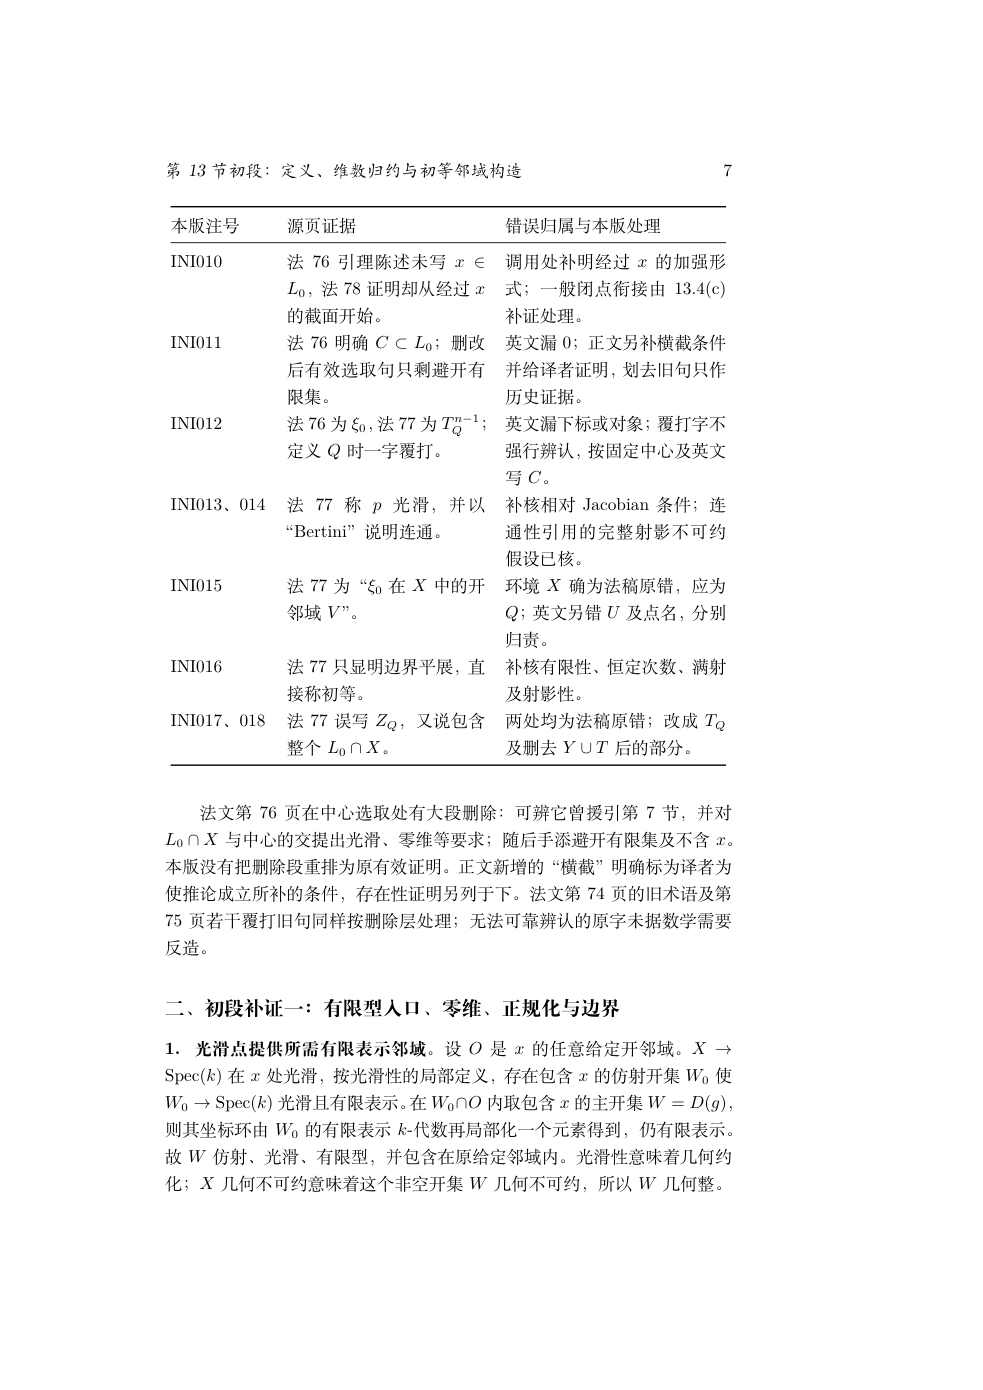 第 13 节初段：定义、维数归约与初等邻域构造 7
本版注号 源页证据 错误归属与本版处理
INI010 法 76 引理陈述未写 x ∈ 调用处补明经过 x 的加强形
L₀，法 78 证明却从经过 x 式；一般闭点衔接由 13.4(c)
的截面开始。 补证处理。
INI011 法 76 明确 C ⊂ L₀；删改 英文漏 0；正文另补横截条件
后有效选取句只剩避开有 并给译者证明，划去旧句只作
限集。 历史证据。
INI012 法 76 为 ξ₀，法 77 为 T_Q^{n−1}； 英文漏下标或对象；覆打字不
定义 Q 时一字覆打。 强行辨认，按固定中心及英文
写 C。
INI013、014 法 77 称 p 光滑，并以 补核相对 Jacobian 条件；连
“Bertini” 说明连通。 通性引用的完整射影不可约
假设已核。
INI015 法 77 为 “ξ₀ 在 X 中的开 环境 X 确为法稿原错，应为
邻域 V”。 Q；英文另错 U 及点名，分别
归责。
INI016 法 77 只显明边界平展，直 补核有限性、恒定次数、满射
接称初等。 及射影性。
INI017、018 法 77 误写 Z_Q，又说包含 两处均为法稿原错；改成 T_Q
整个 L₀ ∩ X。 及删去 Y ∪ T 后的部分。
法文第 76 页在中心选取处有大段删除：可辨它曾援引第 7 节，并对
L₀ ∩ X 与中心的交提出光滑、零维等要求；随后手添避开有限集及不含 x。
本版没有把删除段重排为原有效证明。正文新增的 “横截” 明确标为译者为
使推论成立所补的条件，存在性证明另列于下。法文第 74 页的旧术语及第
75 页若干覆打旧句同样按删除层处理；无法可靠辨认的原字未据数学需要
反造。
二、初段补证一：有限型入口、零维、正规化与边界
1. 光滑点提供所需有限表示邻域。设 O 是 x 的任意给定开邻域。X →
Spec(k) 在 x 处光滑，按光滑性的局部定义，存在包含 x 的仿射开集 W₀ 使
W₀ → Spec(k) 光滑且有限表示。在 W₀∩O 内取包含 x 的主开集 W = D(g)，
则其坐标环由 W₀ 的有限表示 k-代数再局部化一个元素得到，仍有限表示。
故 W 仿射、光滑、有限型，并包含在原给定邻域内。光滑性意味着几何约
化；X 几何不可约意味着这个非空开集 W 几何不可约，所以 W 几何整。